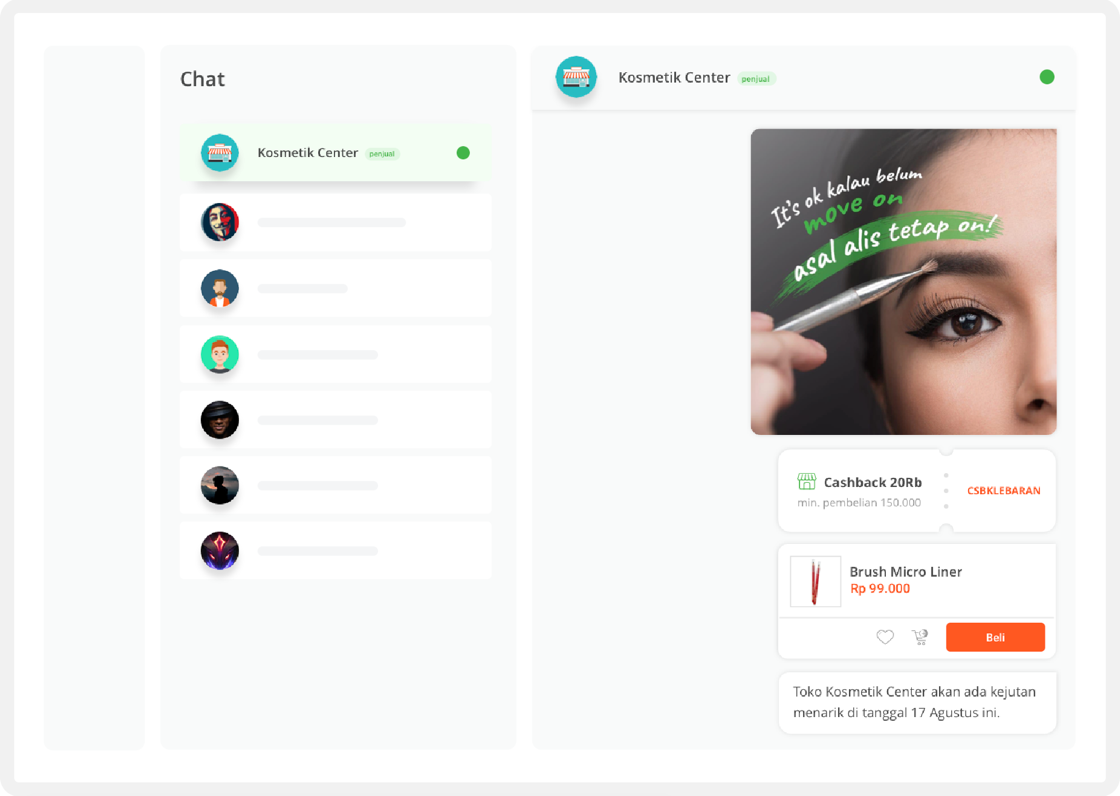 Chat
Kosmetik Center penjual
Kosmetik Center penjual
It's ok kalau belum
move on
asal alis tetap on!
Cashback 20Rb
min. pembelian 150.000
CSBKLEBARAN
Brush Micro Liner
Rp 99.000
Beli
Toko Kosmetik Center akan ada kejutan
menarik di tanggal 17 Agustus ini.